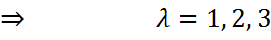 ⇒ 𝜆 = 1, 2, 3